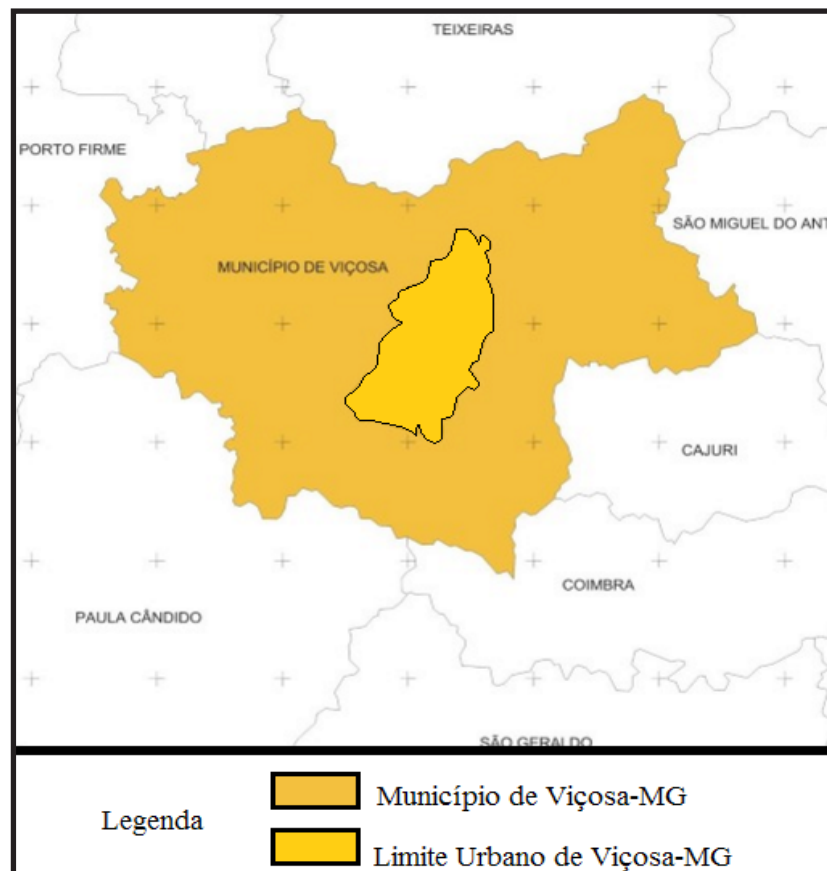 TEIXEIRAS
PORTO FIRME
SÃO MIGUEL DO ANT
MUNICÍPIO DE VIÇOSA
CAJURI
COIMBRA
PAULA CÂNDIDO
SÃO GERALDO
Legenda
Município de Viçosa-MG
Limite Urbano de Viçosa-MG